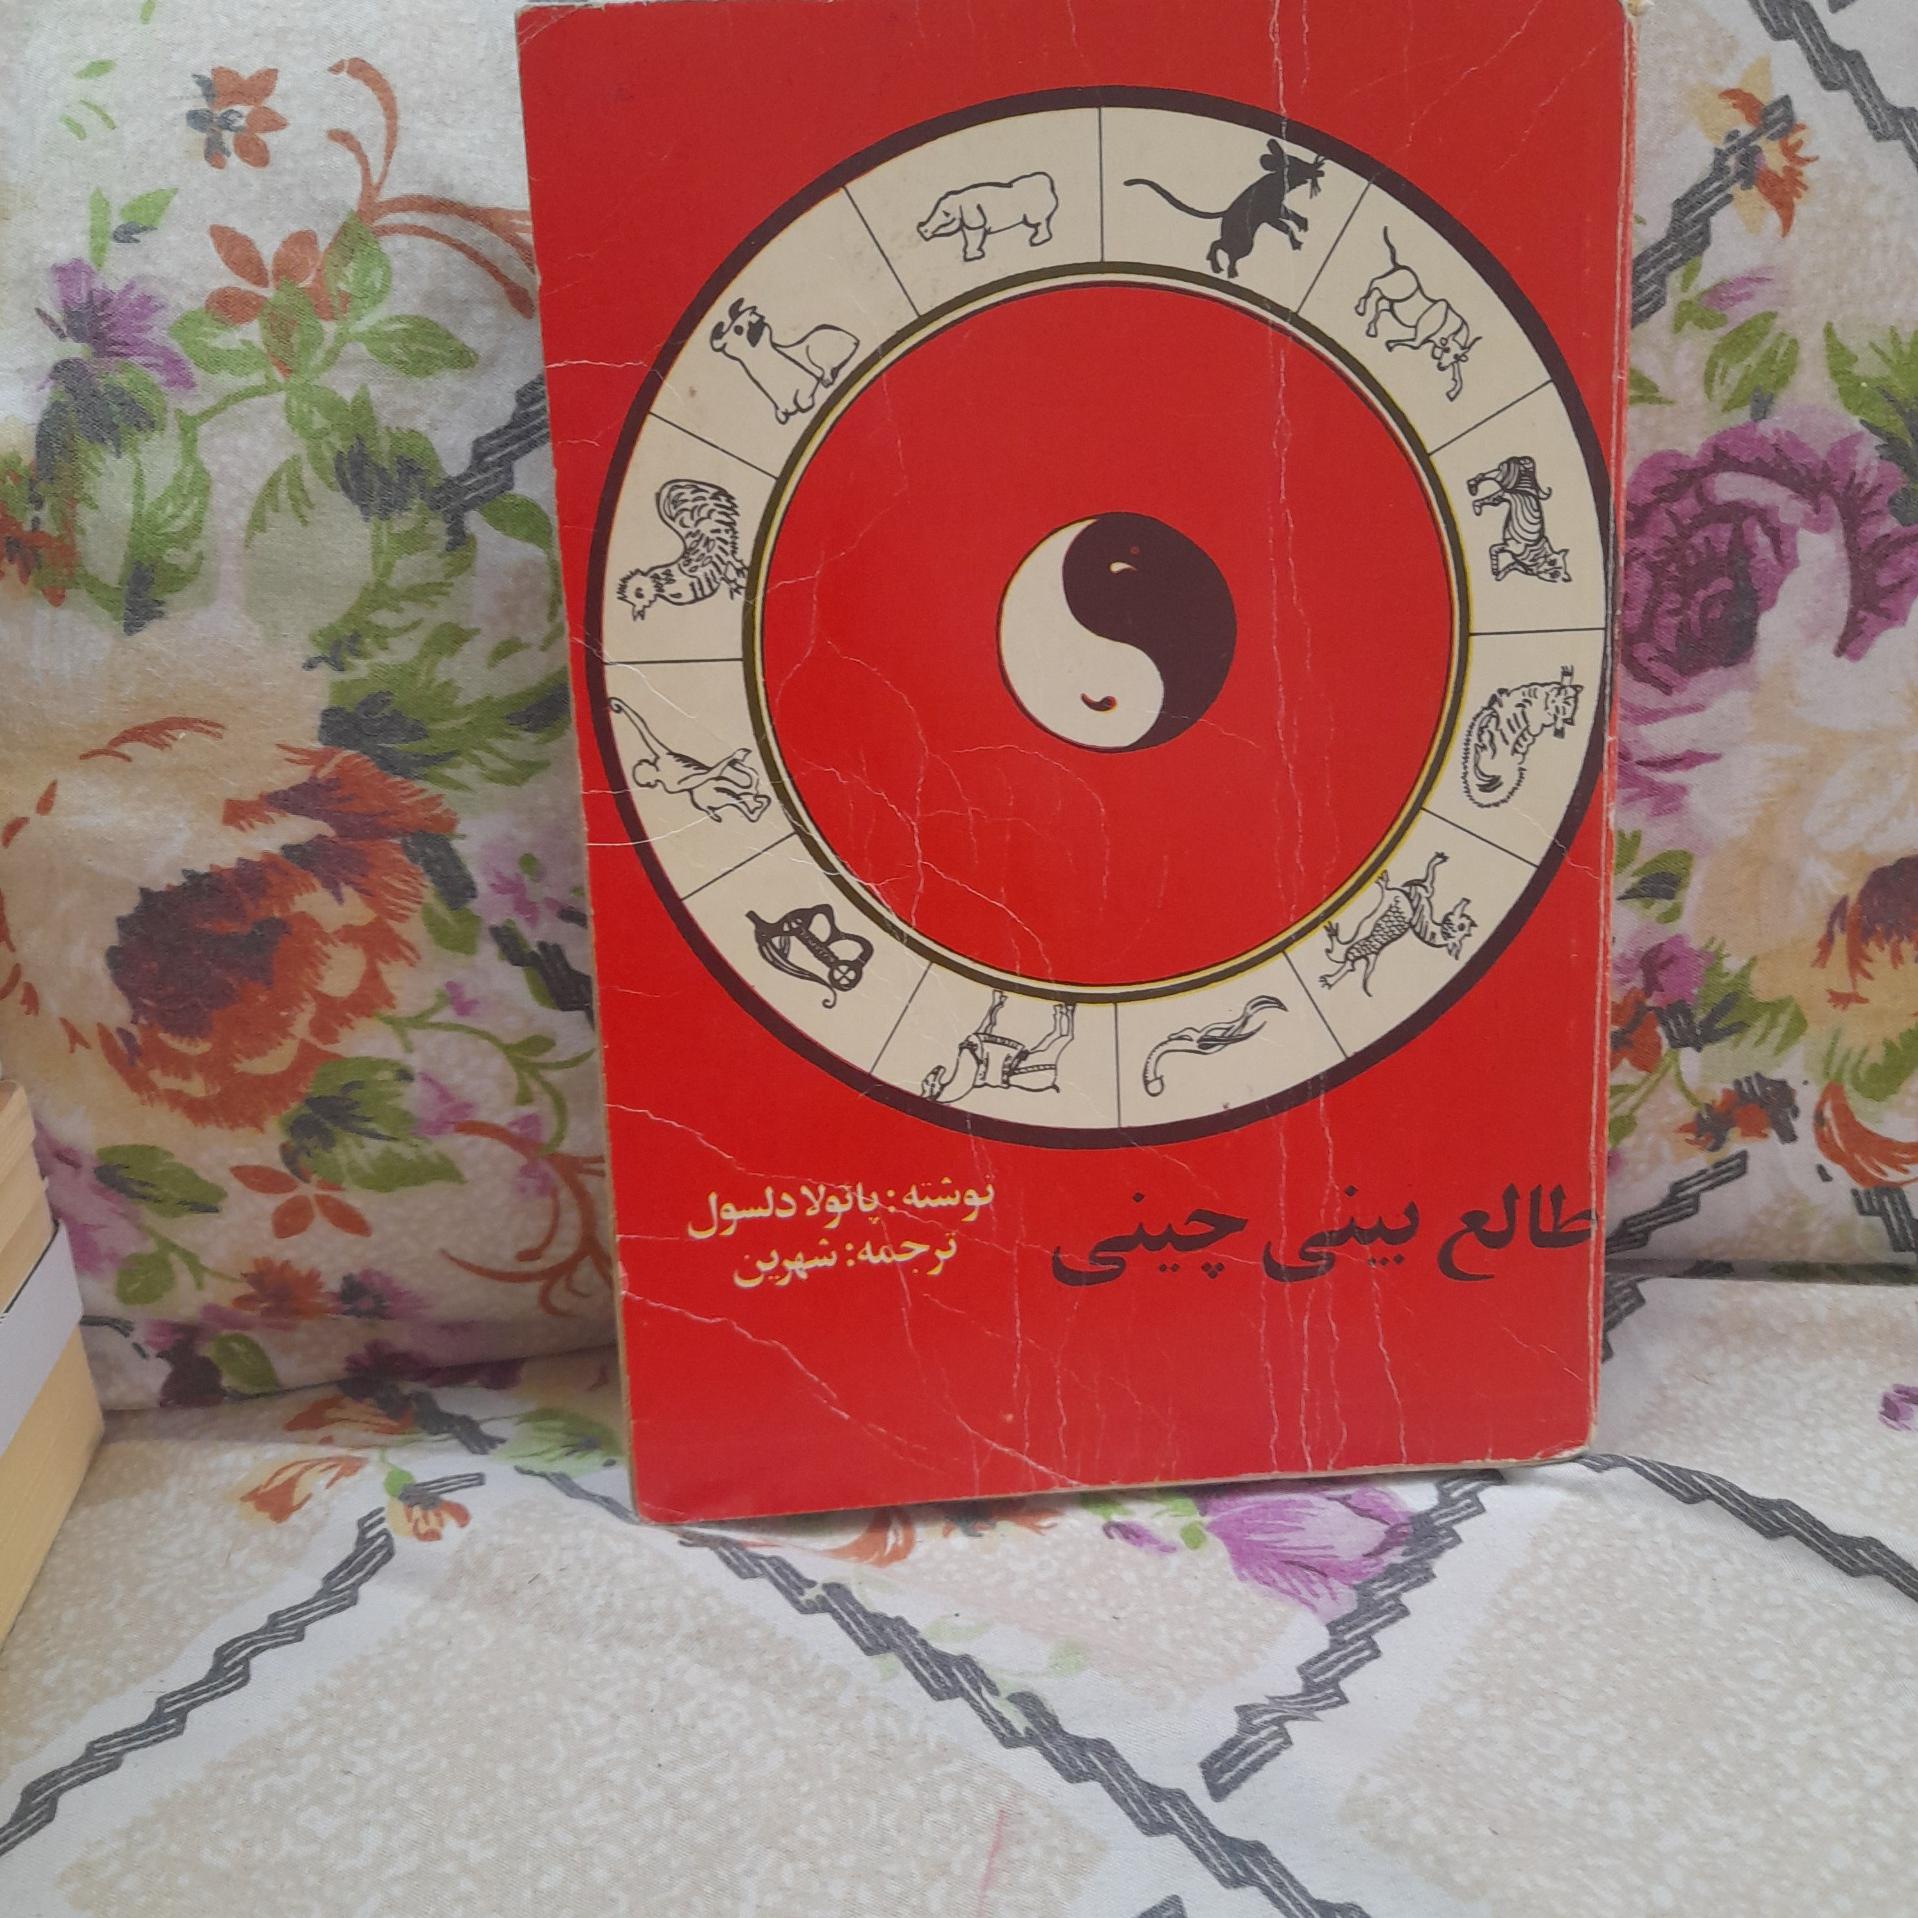 طالع بینی چینی
نوشته: پائولا دلسول
ترجمه: شهرین